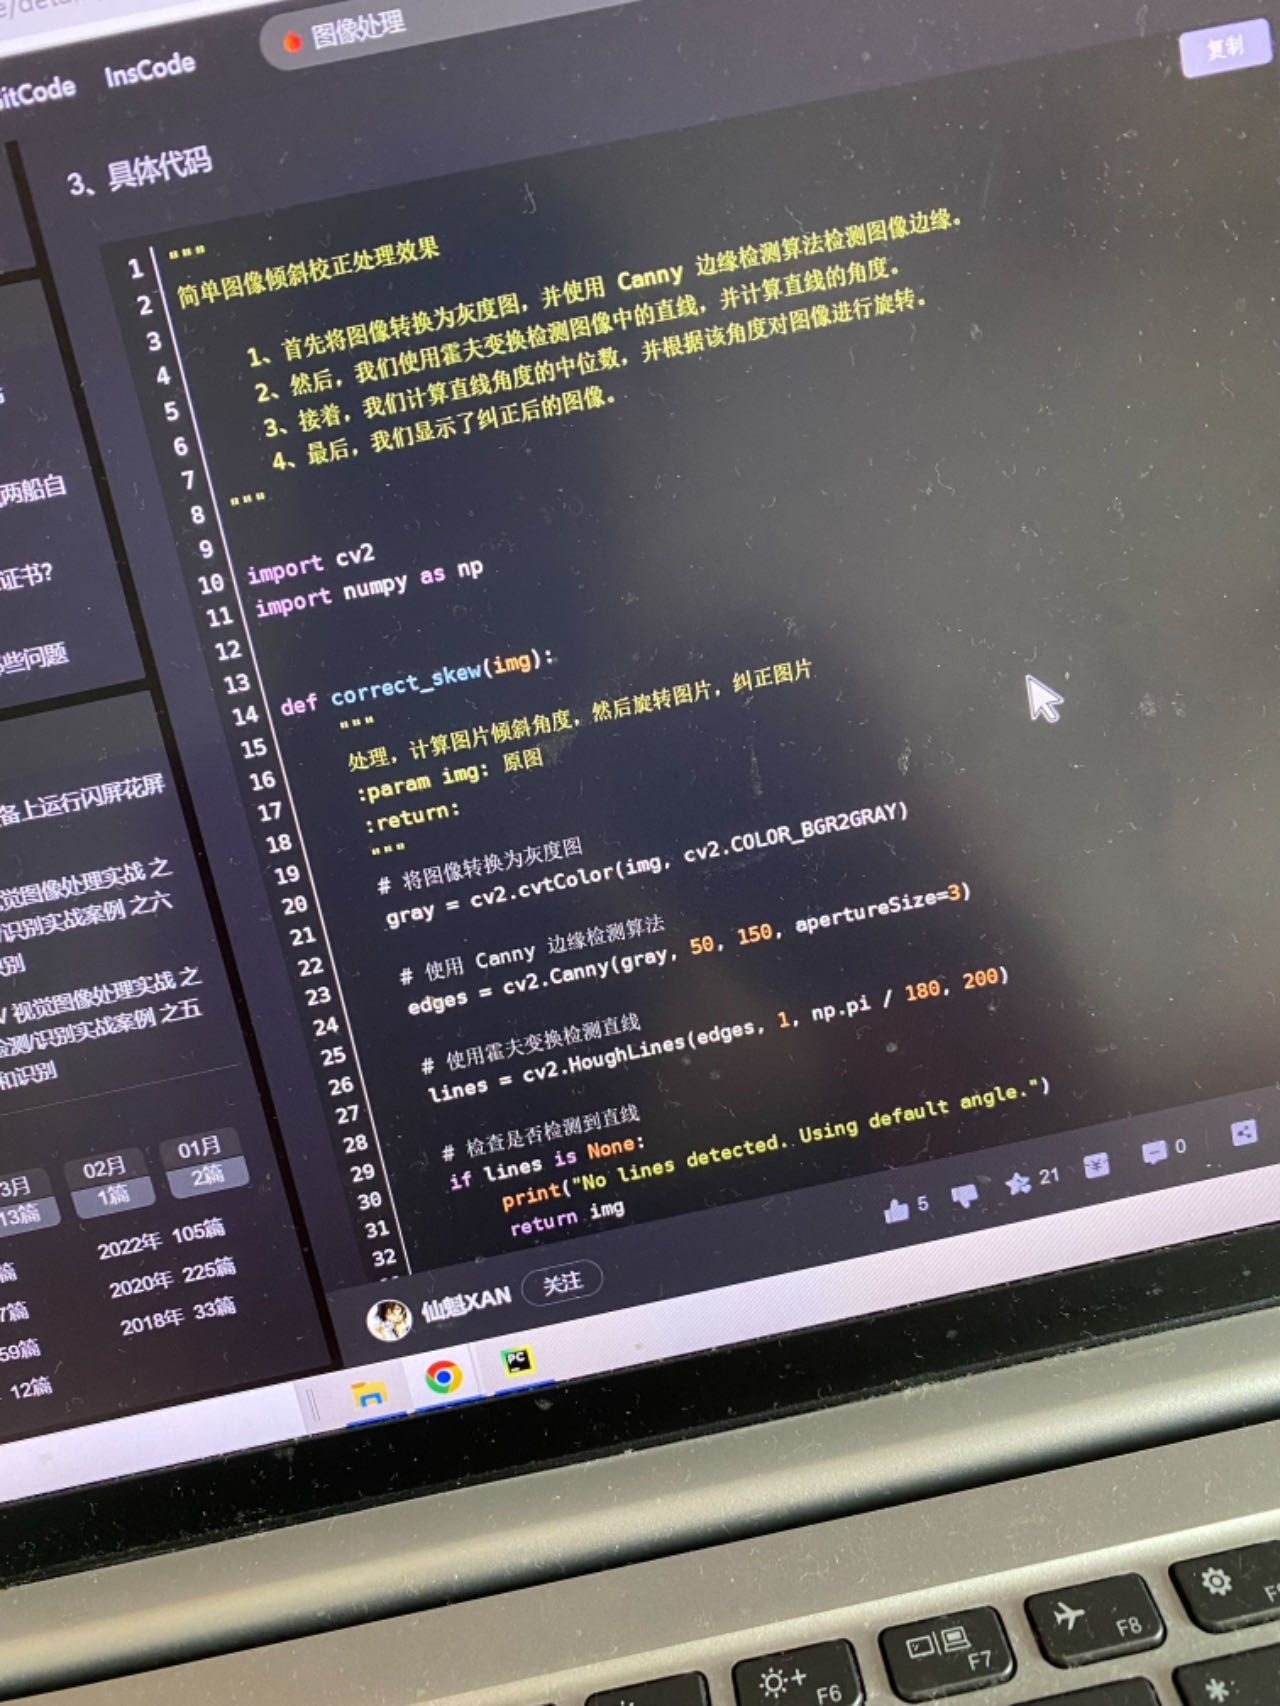 InsCode
图像处理
复制
3、具体代码
1 """
2 简单图像倾斜校正处理效果
3
4 1、首先将图像转换为灰度图，并使用 Canny 边缘检测算法检测图像边缘。
5 2、然后，我们使用霍夫变换检测图像中的直线，并计算直线的角度。
6 3、接着，我们计算直线角度的中位数，并根据该角度对图像进行旋转。
7 4、最后，我们显示了纠正后的图像。
8 """
9
10 import cv2
11 import numpy as np
12
13
14 def correct_skew(img):
15 """
16 处理，计算图片倾斜角度，然后旋转图片，纠正图片
17 :param img: 原图
18 :return:
19 """
20 # 将图像转换为灰度图
21 gray = cv2.cvtColor(img, cv2.COLOR_BGR2GRAY)
22
23 # 使用 Canny 边缘检测算法
24 edges = cv2.Canny(gray, 50, 150, apertureSize=3)
25
26 # 使用霍夫变换检测直线
27 lines = cv2.HoughLines(edges, 1, np.pi / 180, 200)
28
29 # 检查是否检测到直线
30 if lines is None:
31 print("No lines detected. Using default angle.")
32 return img
两船自
证书?
些问题
备上运行闪屏花屏
觉图像处理实战 之
识别实战案例 之六
别
V 视觉图像处理实战 之
检测/识别实战案例 之五
和识别
3月 02月 01月
13篇 1篇 2篇
篇 2022年 105篇
7篇 2020年 225篇
59篇 2018年 33篇
12篇
仙魁XAN 关注
5 21 0
PC
F6 F7 F8